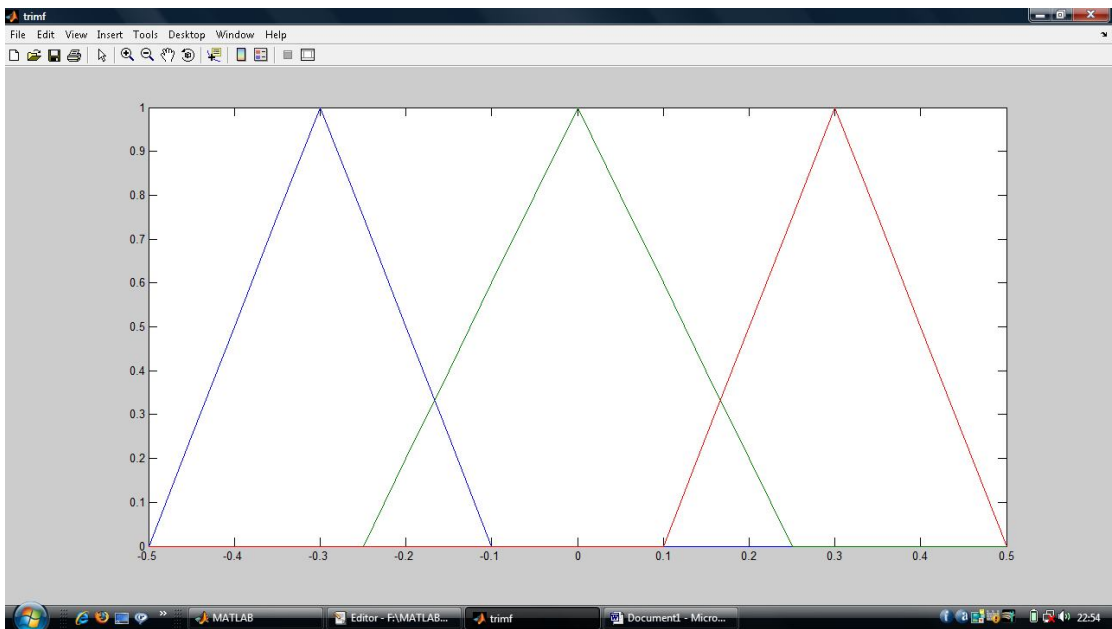 trimf
File Edit View Insert Tools Desktop Window Help
1
0.9
0.8
0.7
0.6
0.5
0.4
0.3
0.2
0.1
0
-0.5 -0.4 -0.3 -0.2 -0.1 0 0.1 0.2 0.3 0.4 0.5
MATLAB Editor - F:\MATLAB... trimf Document1 - Micro... 22:54